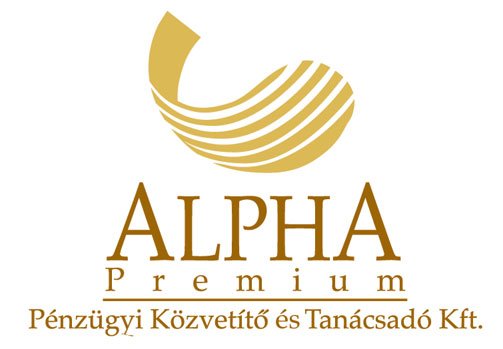 ALPHA
Premium
Pénzügyi Közvetítő és Tanácsadó Kft.